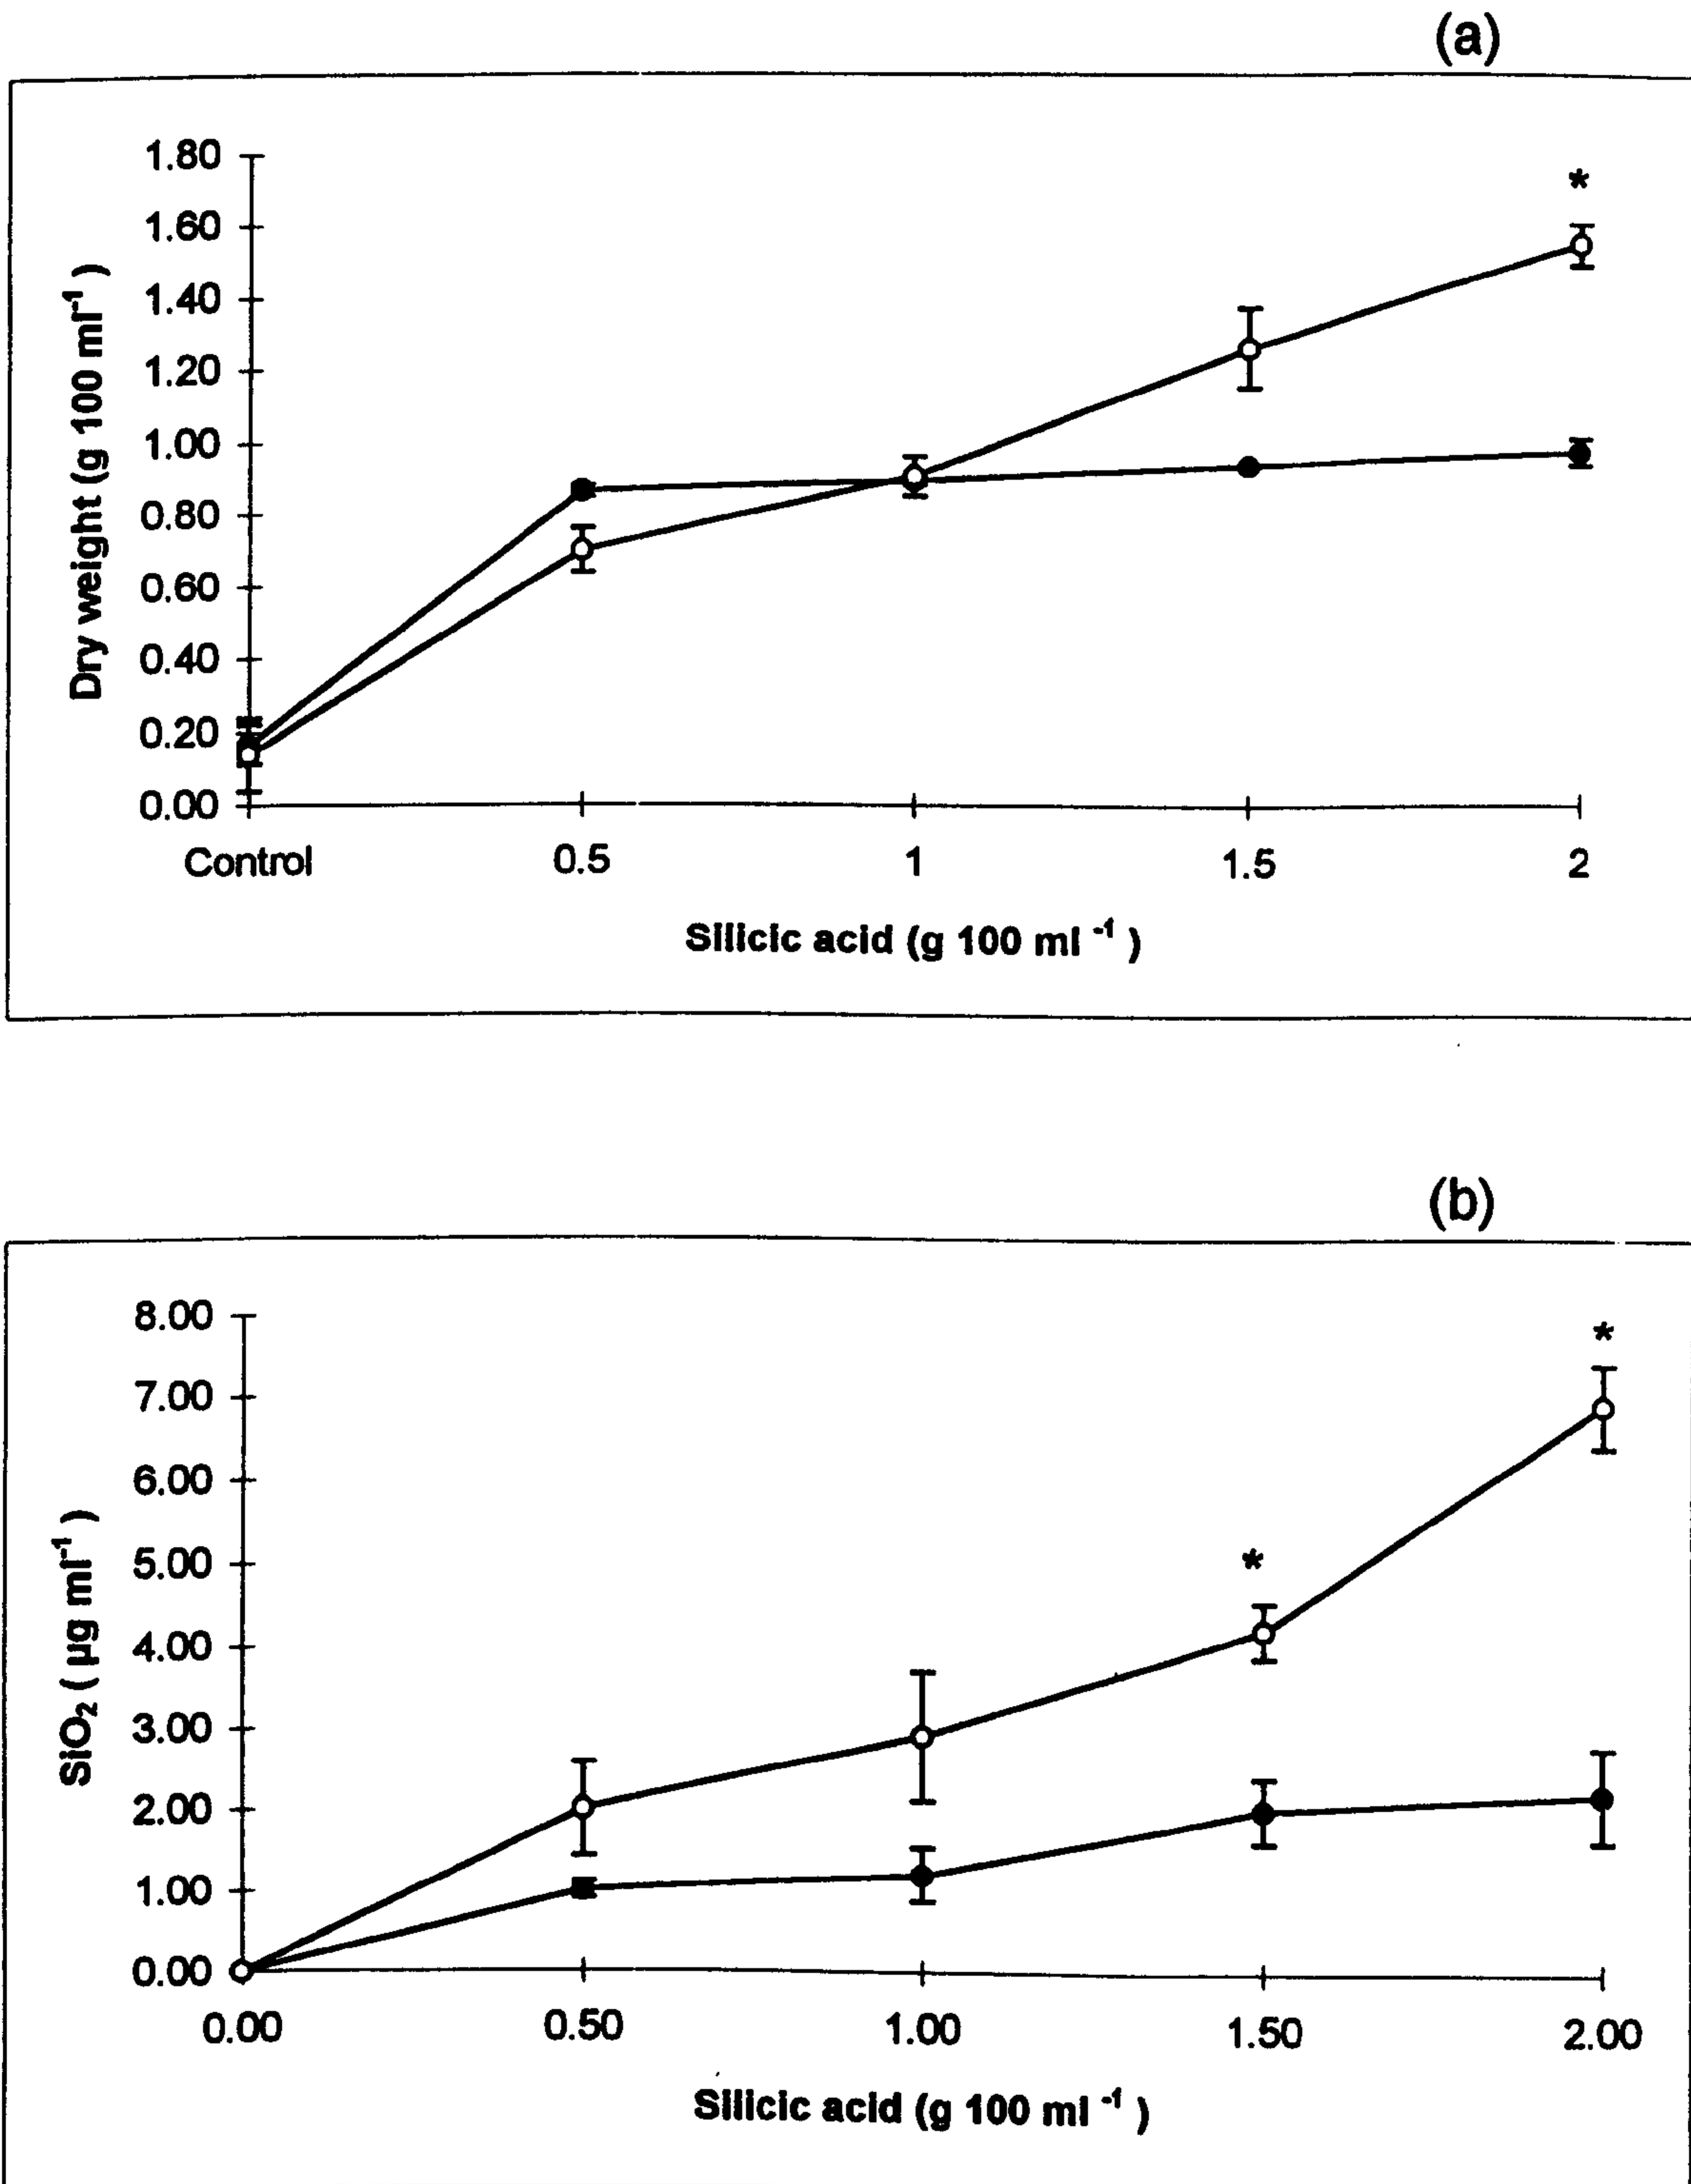 (a)
1.80
1.60
1.40
1.20
1.00
0.80
0.60
0.40
0.20
0.00
Dry weight (g 100 ml⁻¹)
*
Control 0.5 1 1.5 2
Silicic acid (g 100 ml ⁻¹ )
(b)
8.00
7.00
6.00
5.00
4.00
3.00
2.00
1.00
0.00
SiO₂ ( µg ml⁻¹ )
*
*
0.00 0.50 1.00 1.50 2.00
Silicic acid (g 100 ml ⁻¹ )